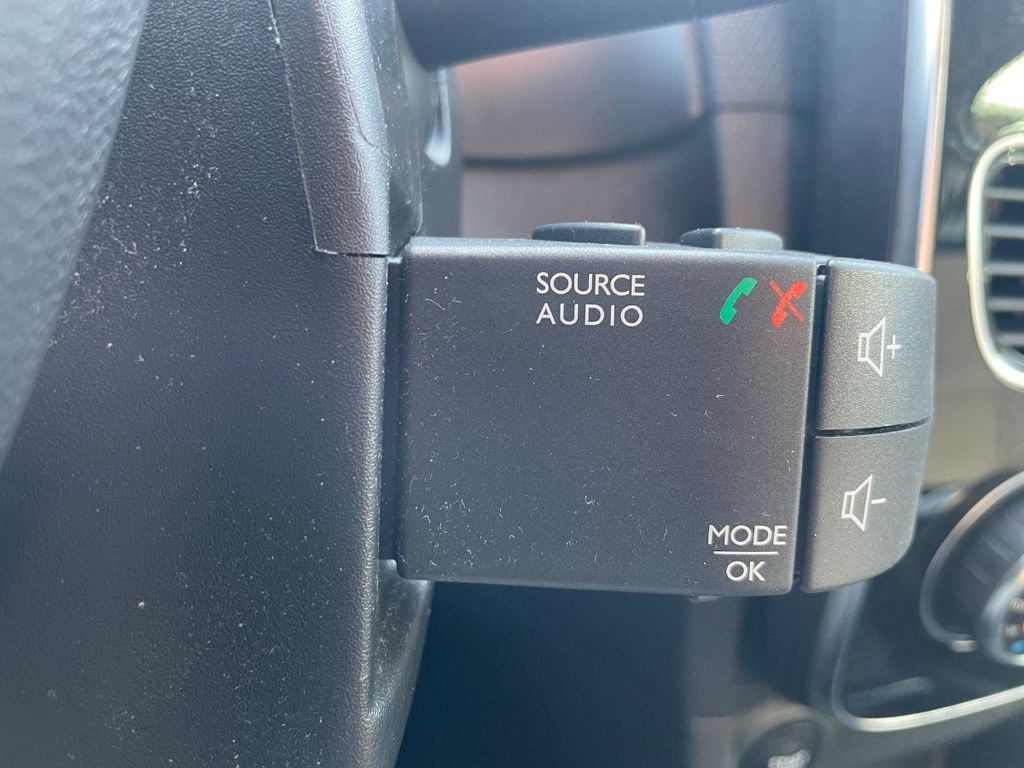 SOURCE
AUDIO
+
-
MODE
OK